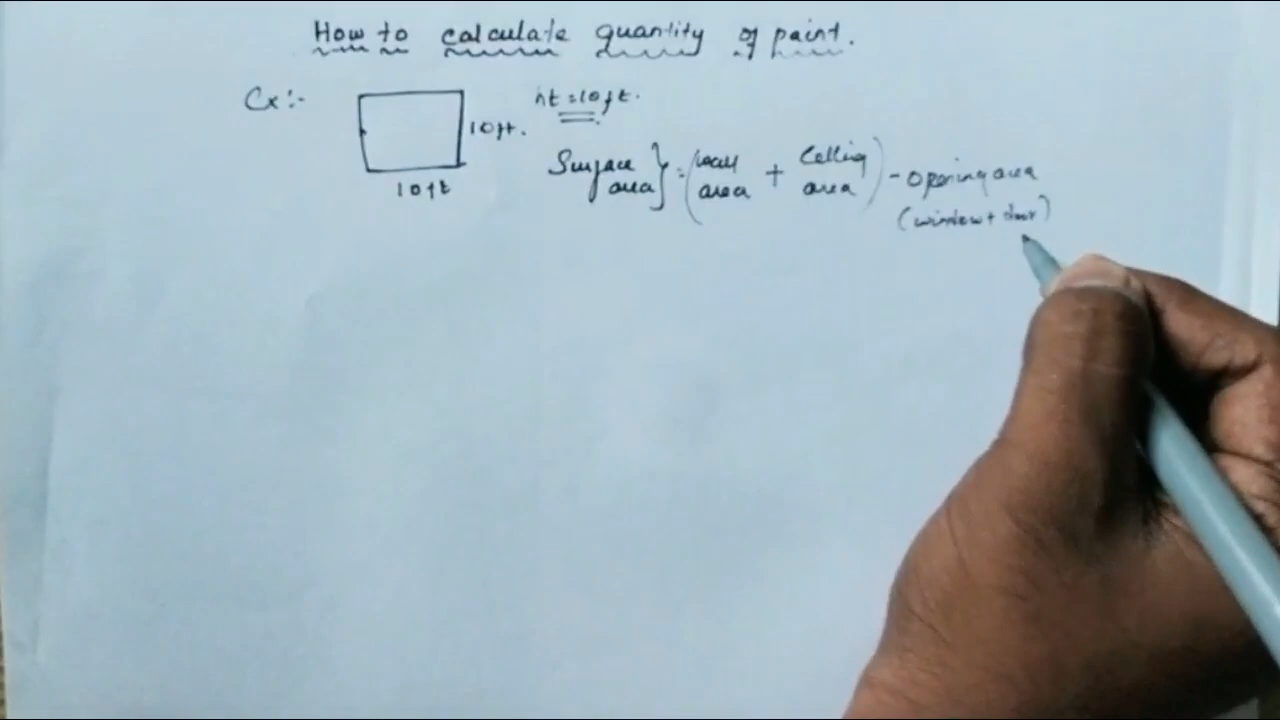 How to calculate quantity of paint.
Ex:-
10ft.
10ft
ht = 10ft.
Surface area} = (wall area + Ceiling area) - opening area
(window + door)